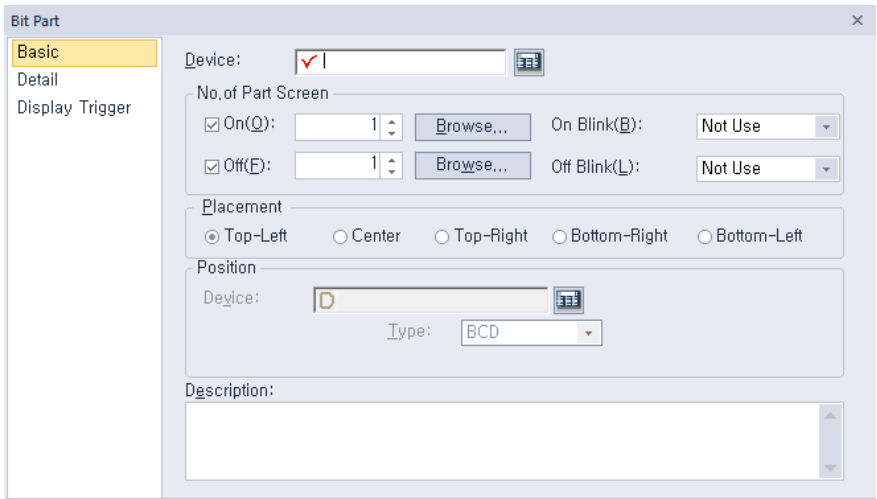 Bit Part
Basic
Detail
Display Trigger
Device:
No.of Part Screen
On(O): 1 Browse... On Blink(B): Not Use
Off(F): 1 Browse... Off Blink(L): Not Use
Placement
Top-Left Center Top-Right Bottom-Right Bottom-Left
Position
Device: D
Type: BCD
Description: